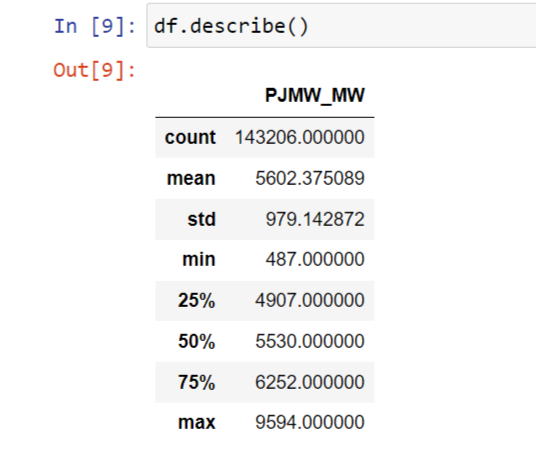 In [9]: df.describe()
Out[9]:
PJMW_MW
count 143206.000000
mean 5602.375089
std 979.142872
min 487.000000
25% 4907.000000
50% 5530.000000
75% 6252.000000
max 9594.000000